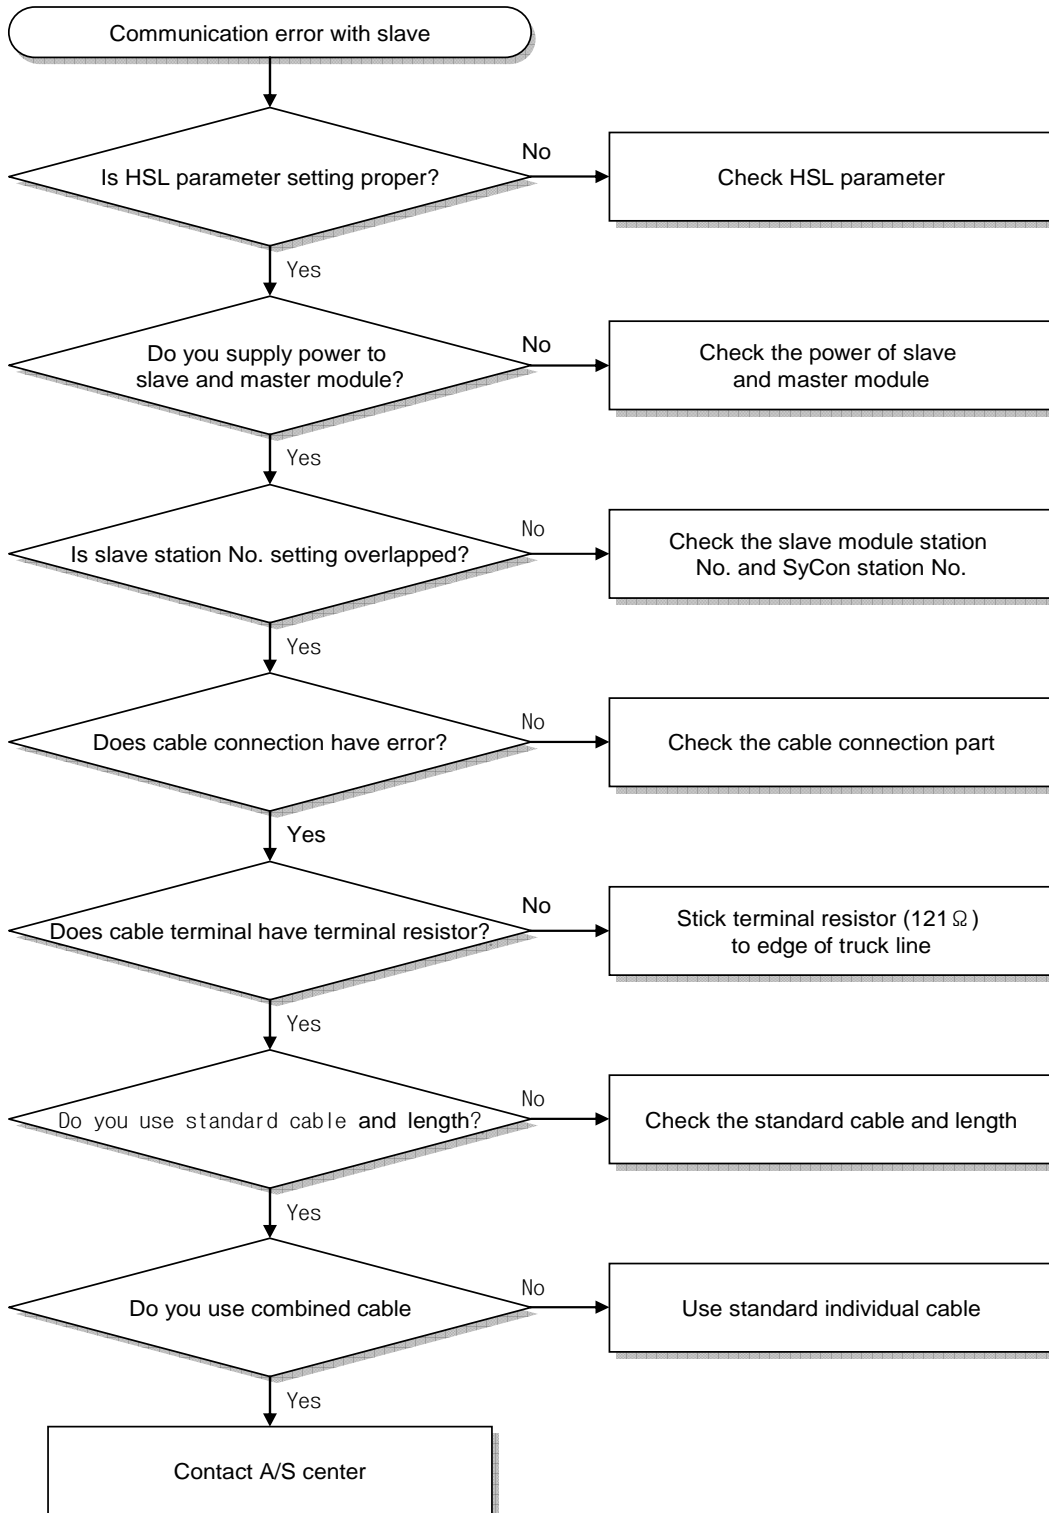 Communication error with slave
Is HSL parameter setting proper?
No
Check HSL parameter
Yes
Do you supply power to
slave and master module?
No
Check the power of slave
and master module
Yes
Is slave station No. setting overlapped?
No
Check the slave module station
No. and SyCon station No.
Yes
Does cable connection have error?
No
Check the cable connection part
Yes
Does cable terminal have terminal resistor?
No
Stick terminal resistor (121Ω)
to edge of truck line
Yes
Do you use standard cable and length?
No
Check the standard cable and length
Yes
Do you use combined cable
No
Use standard individual cable
Yes
Contact A/S center